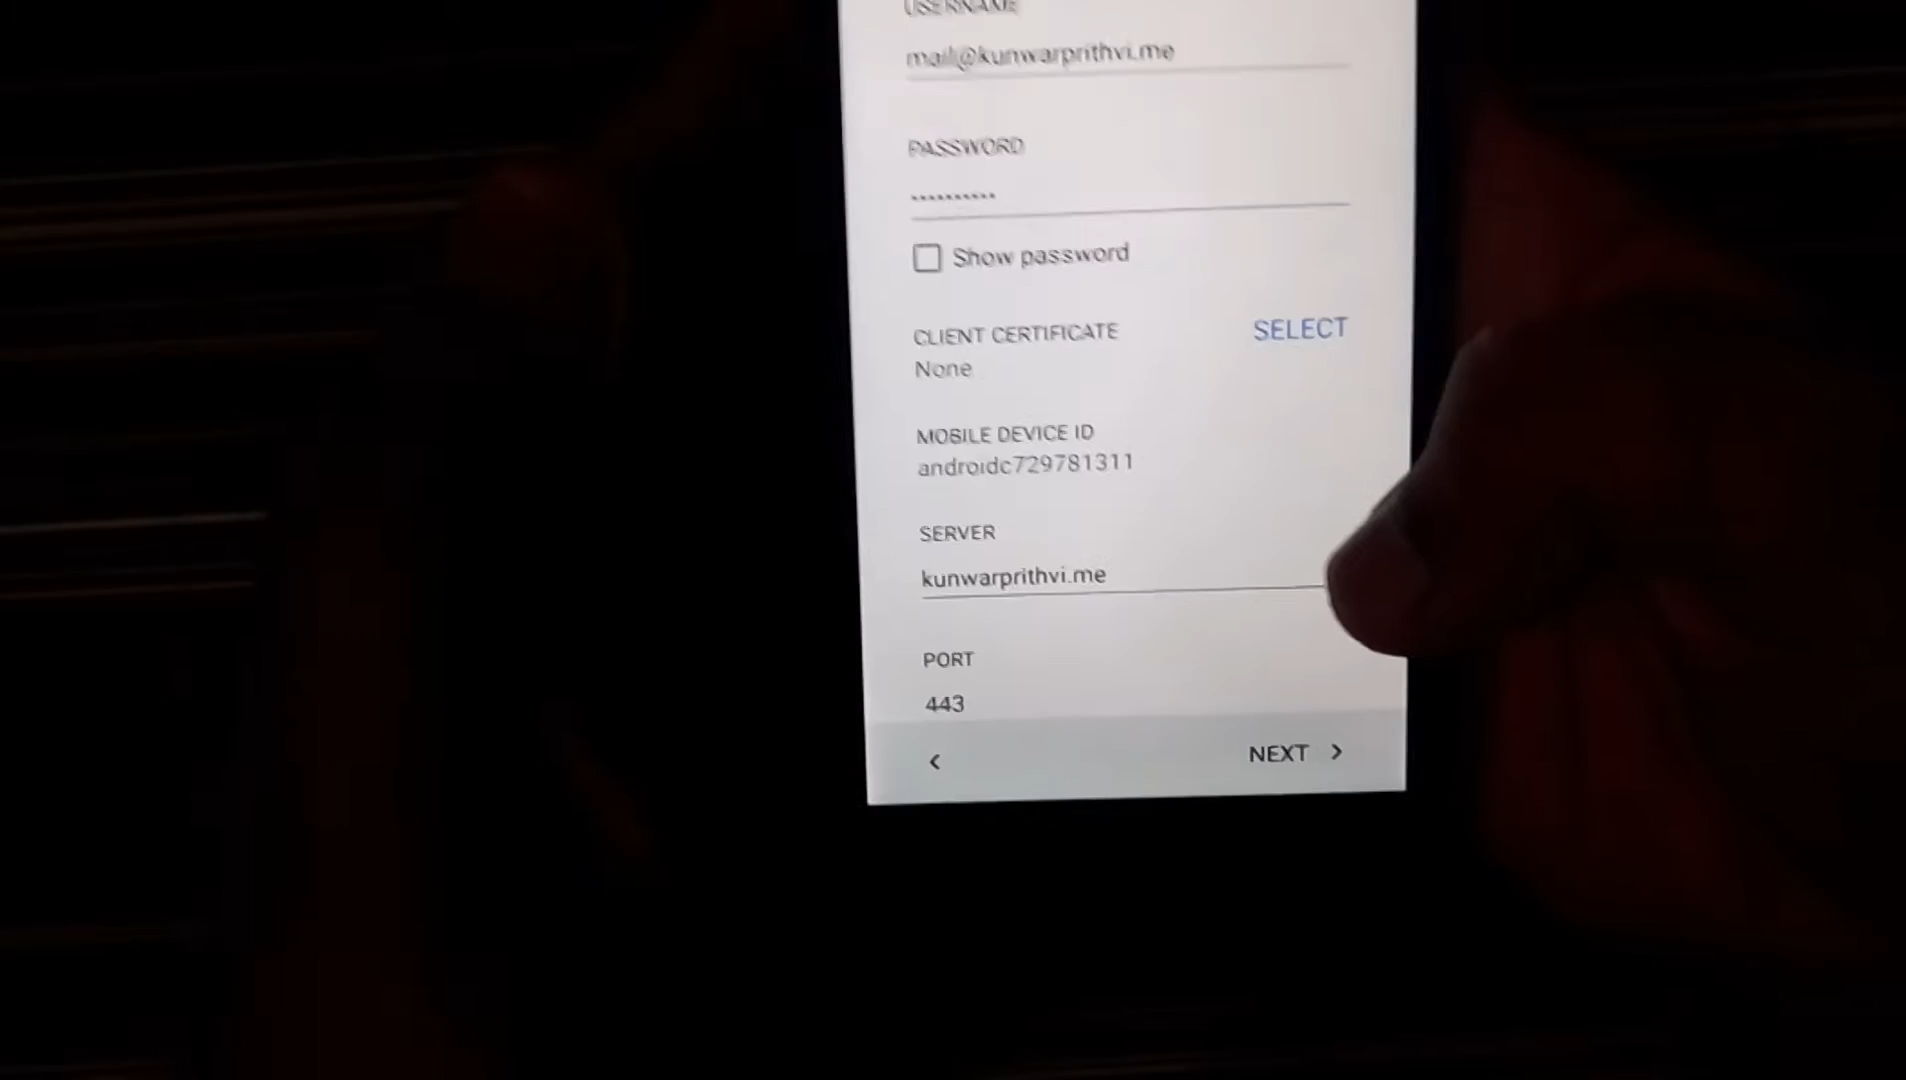 USERNAME
mail@kunwarprithvi.me
PASSWORD
..........
Show password
CLIENT CERTIFICATE
SELECT
None
MOBILE DEVICE ID
androidc729781311
SERVER
kunwarprithvi.me
PORT
443
<
NEXT >